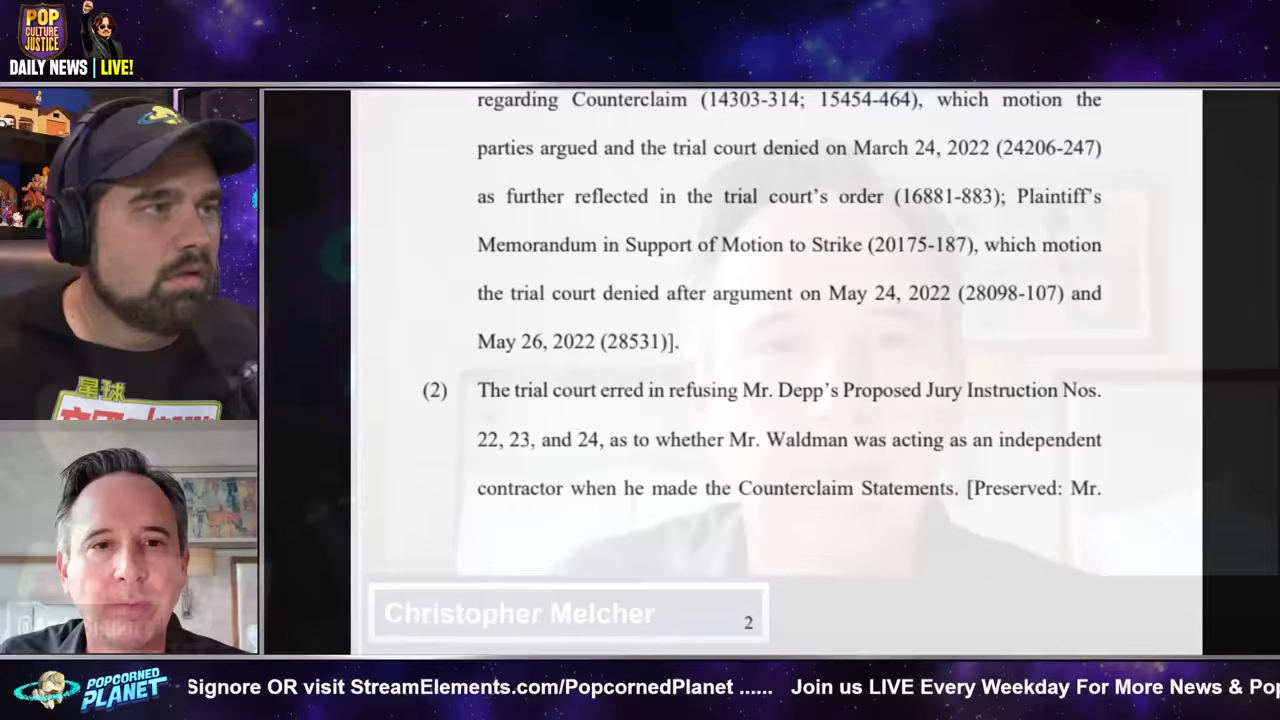 POP
CULTURE
JUSTICE
DAILY NEWS | LIVE!
regarding Counterclaim (14303-314; 15454-464), which motion the
parties argued and the trial court denied on March 24, 2022 (24206-247)
as further reflected in the trial court's order (16881-883); Plaintiff's
Memorandum in Support of Motion to Strike (20175-187), which motion
the trial court denied after argument on May 24, 2022 (28098-107) and
May 26, 2022 (28531)].
(2) The trial court erred in refusing Mr. Depp's Proposed Jury Instruction Nos.
22, 23, and 24, as to whether Mr. Waldman was acting as an independent
contractor when he made the Counterclaim Statements. [Preserved: Mr.
星球
Christopher Melcher
2
POPCORNED
PLANET
Signore OR visit StreamElements.com/PopcornedPlanet ...... Join us LIVE Every Weekday For More News & Pop